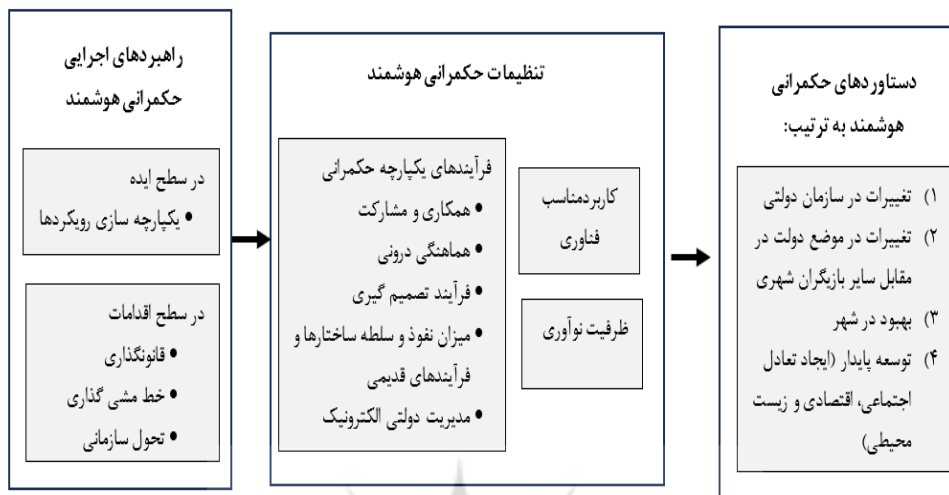 راهبردهای اجرایی
حکمرانی هوشمند
در سطح ایده
• یکپارچه سازی رویکردها
در سطح اقدامات
• قانونگذاری
• خط مشی گذاری
• تحول سازمانی
تنظیمات حکمرانی هوشمند
فرآیندهای یکپارچه حکمرانی
• همکاری و مشارکت
• هماهنگی درونی
• فرآیند تصمیم گیری
• میزان نفوذ و سلطه ساختارها و
فرآیندهای قدیمی
• مدیریت دولتی الکترونیک
کاربردمناسب
فناوری
ظرفیت نوآوری
دستاوردهای حکمرانی
هوشمند به ترتیب:
۱) تغییرات در سازمان دولتی
۲) تغییرات در موضع دولت در
مقابل سایر بازیگران شهری
۳) بهبود در شهر
۴) توسعه پایدار (ایجاد تعادل
اجتماعی، اقتصادی و زیست
محیطی)